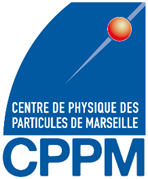 CENTRE DE PHYSIQUE DES
PARTICULES DE MARSEILLE
CPPM